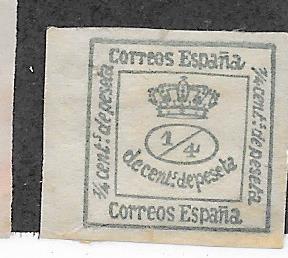 Correos España
¼ cent.s de peseta
¼ cent.s de peseta
1/4
de cent.s de peseta
Correos España